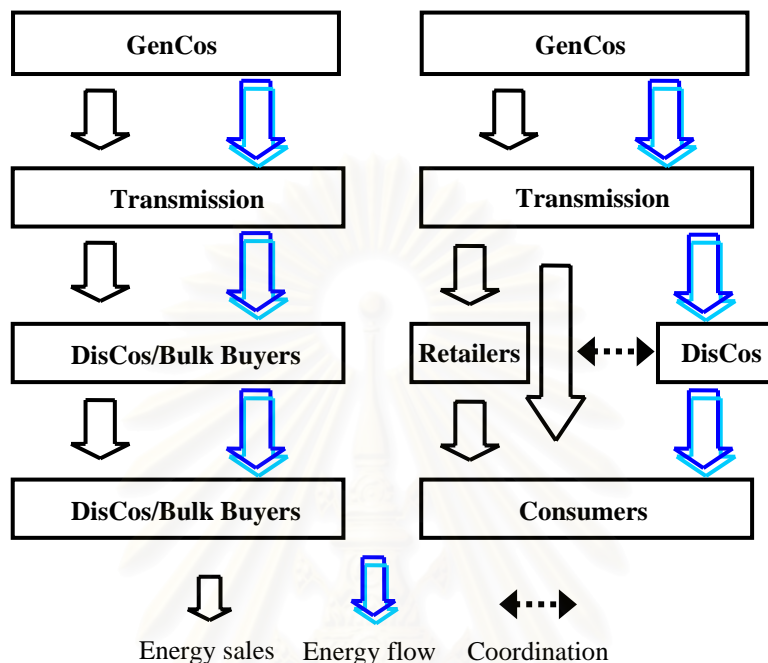 GenCos
Transmission
DisCos/Bulk Buyers
DisCos/Bulk Buyers
GenCos
Transmission
Retailers
DisCos
Consumers
Energy sales
Energy flow
Coordination